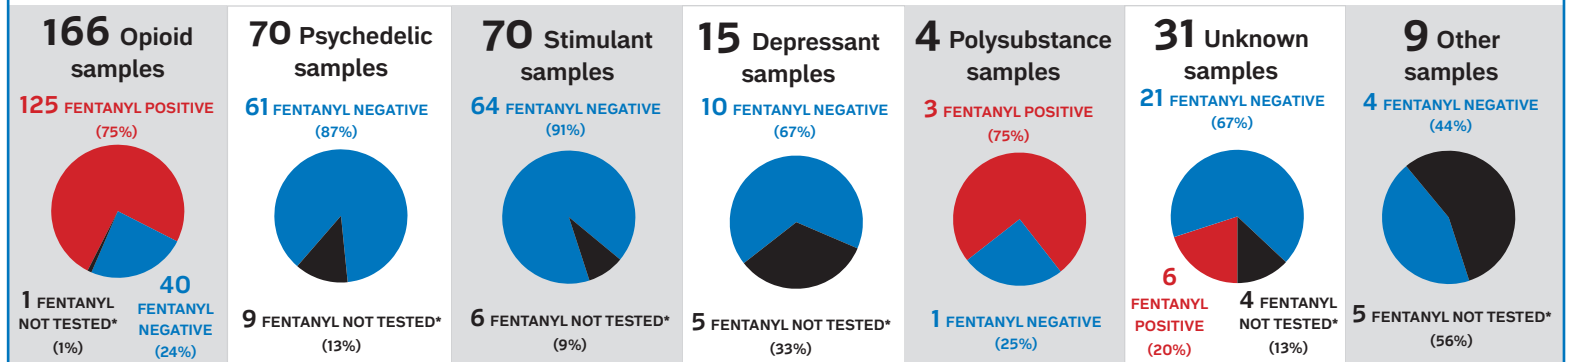 166 Opioid
samples
125 FENTANYL POSITIVE
(75%)
1 FENTANYL
NOT TESTED*
(1%)
40
FENTANYL
NEGATIVE
(24%)
70 Psychedelic
samples
61 FENTANYL NEGATIVE
(87%)
9 FENTANYL NOT TESTED*
(13%)
70 Stimulant
samples
64 FENTANYL NEGATIVE
(91%)
6 FENTANYL NOT TESTED*
(9%)
15 Depressant
samples
10 FENTANYL NEGATIVE
(67%)
5 FENTANYL NOT TESTED*
(33%)
4 Polysubstance
samples
3 FENTANYL POSITIVE
(75%)
1 FENTANYL NEGATIVE
(25%)
31 Unknown
samples
21 FENTANYL NEGATIVE
(67%)
6
FENTANYL
POSITIVE
(20%)
4 FENTANYL
NOT TESTED*
(13%)
9 Other
samples
4 FENTANYL NEGATIVE
(44%)
5 FENTANYL NOT TESTED*
(56%)